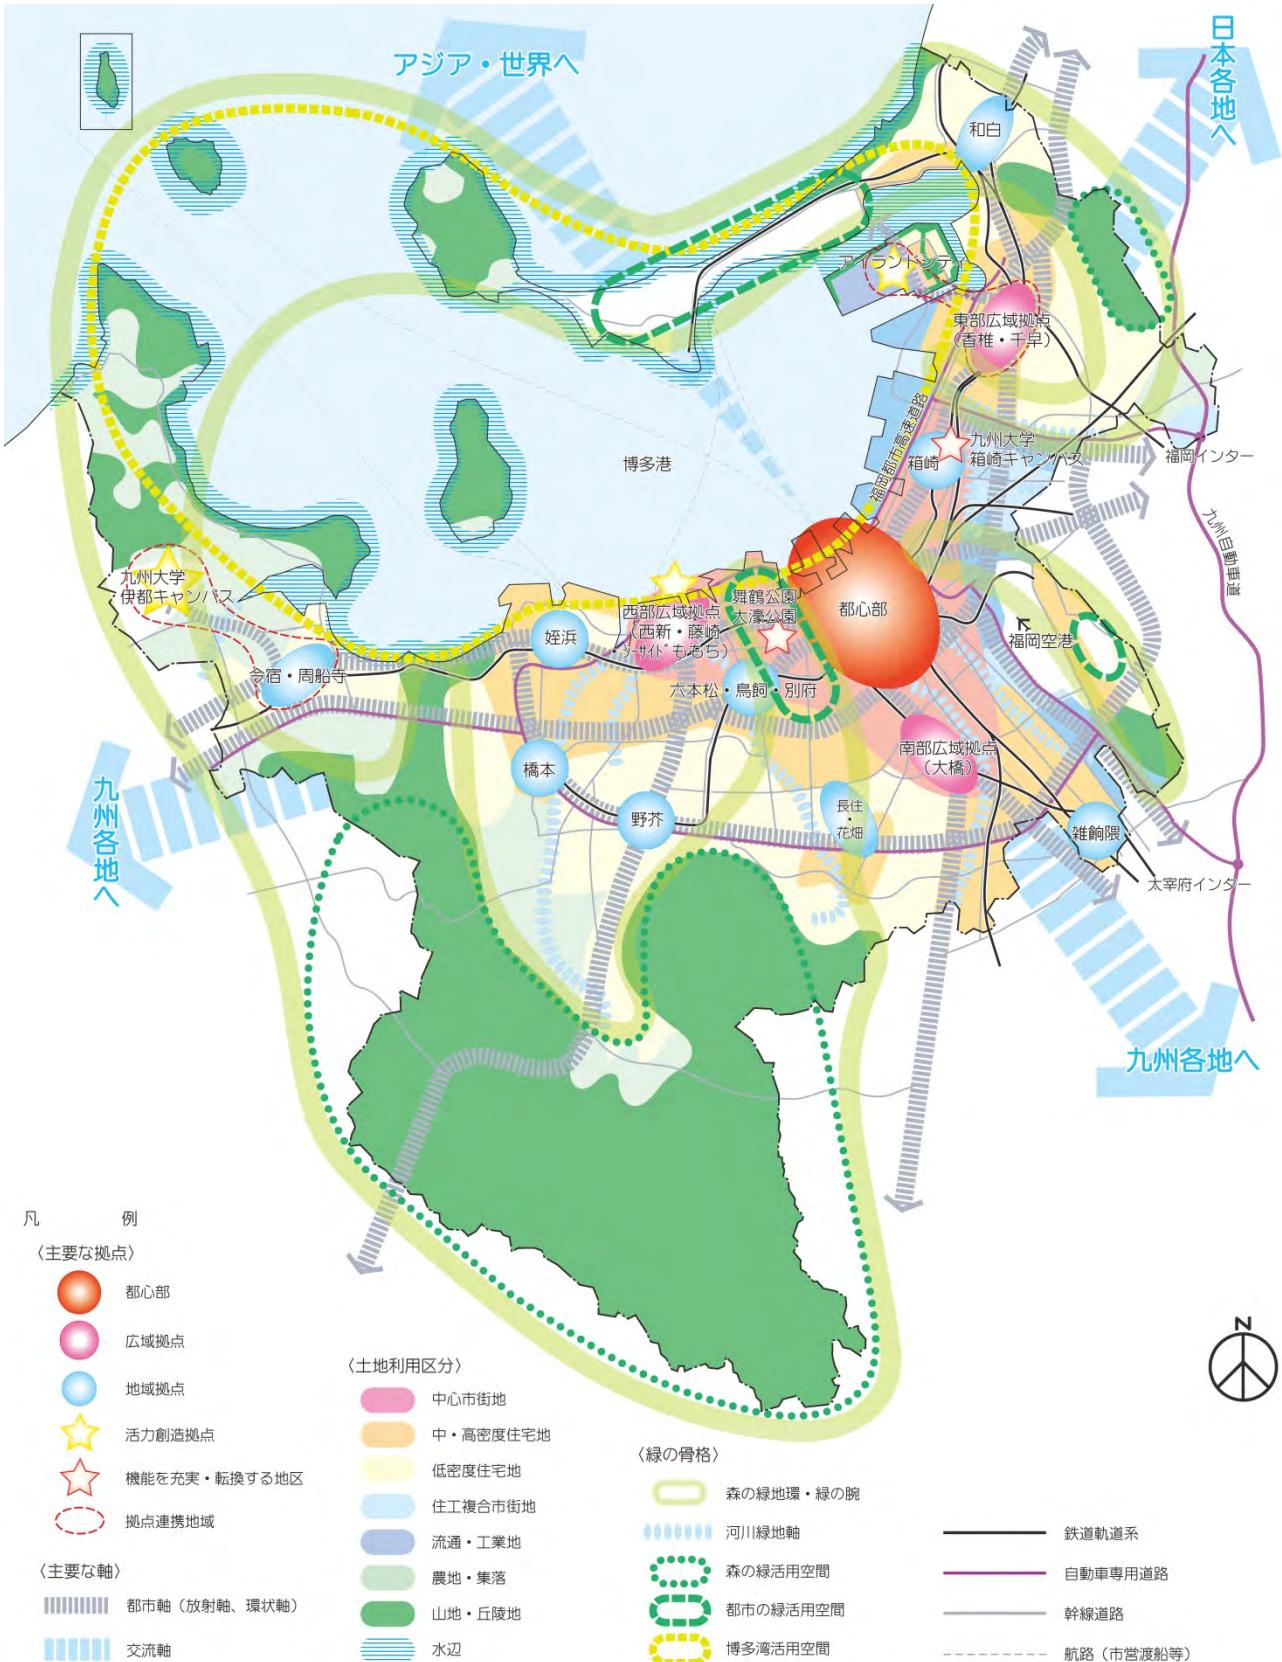 アジア・世界へ
日本各地へ
和白
アイランドシティ
東部広域拠点
（香椎・千早）
福岡都市高速道路
九州大学
箱崎キャンパス
箱崎
福岡インター
博多港
九州自動車道
九州大学
伊都キャンパス
舞鶴公園
大濠公園
西部広域拠点
（西新・藤崎
・シーサイドももち）
都心部
福岡空港
姪浜
今宿・周船寺
六本松・鳥飼・別府
南部広域拠点
（大橋）
橋本
九州各地へ
野芥
長住
・
花畑
雑餉隈
太宰府インター
九州各地へ
凡　例
〈主要な拠点〉
都心部
広域拠点
地域拠点
活力創造拠点
機能を充実・転換する地区
拠点連携地域
〈主要な軸〉
都市軸（放射軸、環状軸）
交流軸
〈土地利用区分〉
中心市街地
中・高密度住宅地
低密度住宅地
住工複合市街地
流通・工業地
農地・集落
山地・丘陵地
水辺
〈緑の骨格〉
森の緑地環・緑の腕
河川緑地軸
森の緑活用空間
都市の緑活用空間
博多湾活用空間
鉄道軌道系
自動車専用道路
幹線道路
航路（市営渡船等）
N